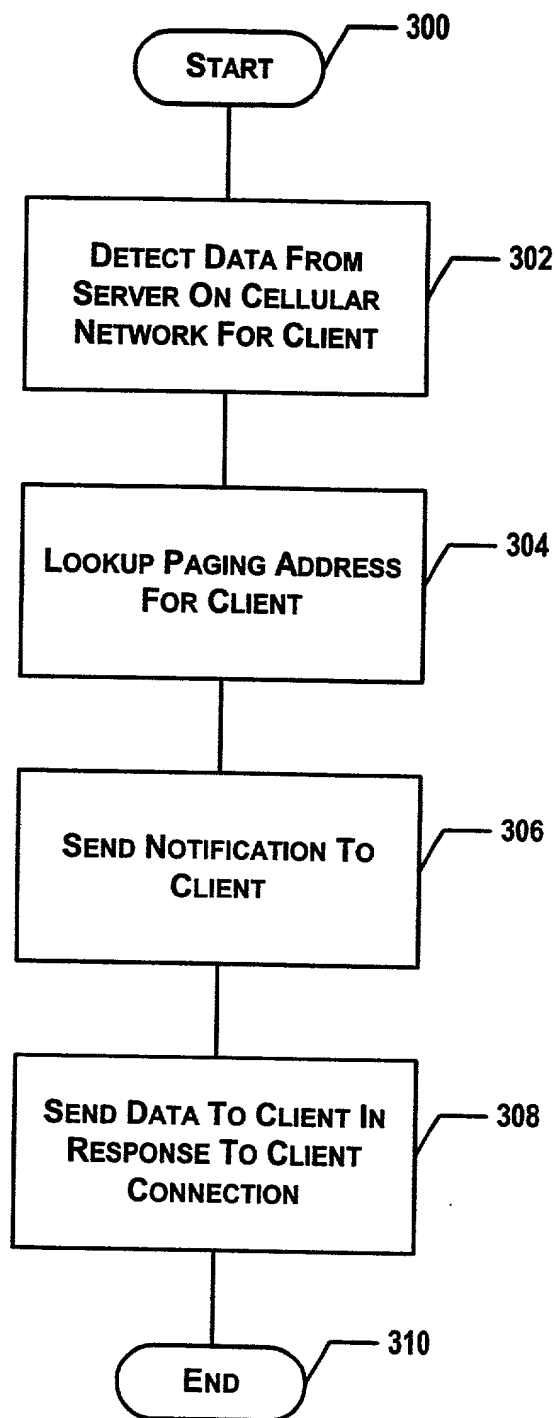 START
300
DETECT DATA FROM
SERVER ON CELLULAR
NETWORK FOR CLIENT
302
LOOKUP PAGING ADDRESS
FOR CLIENT
304
SEND NOTIFICATION TO
CLIENT
306
SEND DATA TO CLIENT IN
RESPONSE TO CLIENT
CONNECTION
308
END
310